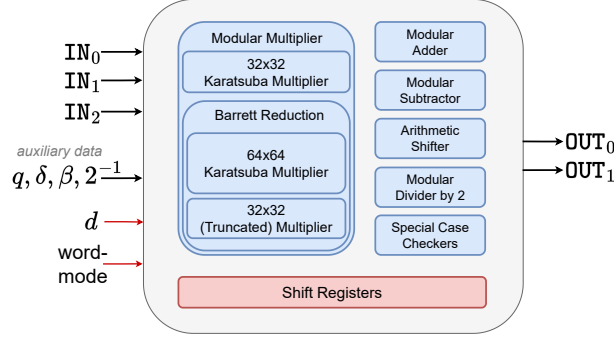 IN₀
IN₁
IN₂
auxiliary data
q, δ, β, 2⁻¹
d
word-
mode
Modular Multiplier
32x32
Karatsuba Multiplier
Barrett Reduction
64x64
Karatsuba Multiplier
32x32
(Truncated) Multiplier
Modular
Adder
Modular
Subtractor
Arithmetic
Shifter
Modular
Divider by 2
Special Case
Checkers
Shift Registers
OUT₀
OUT₁